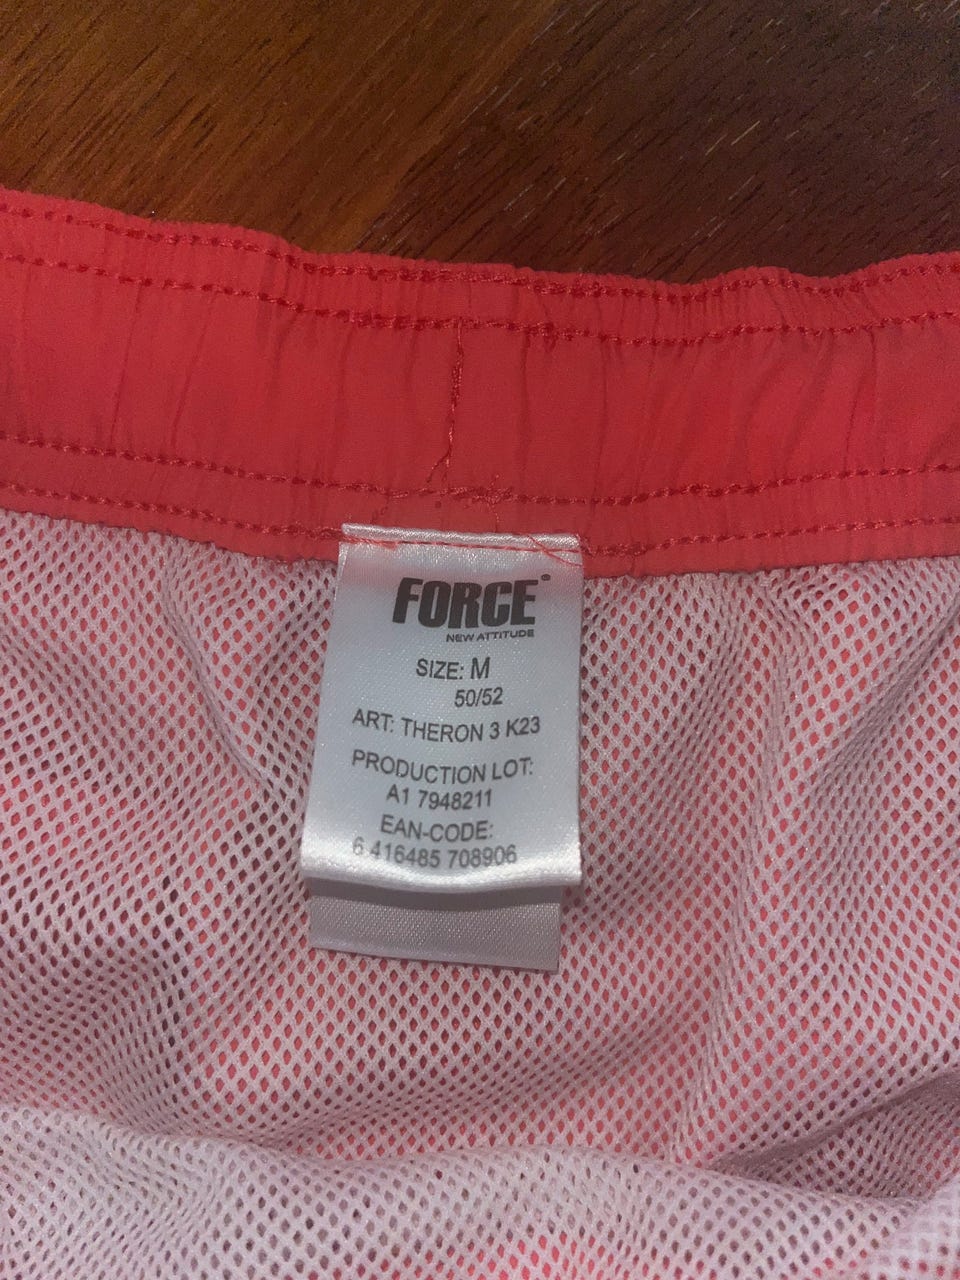 FORCE®
NEW ATTITUDE
SIZE: M
50/52
ART: THERON 3 K23
PRODUCTION LOT:
A1 7948211
EAN-CODE:
6 416485 708906